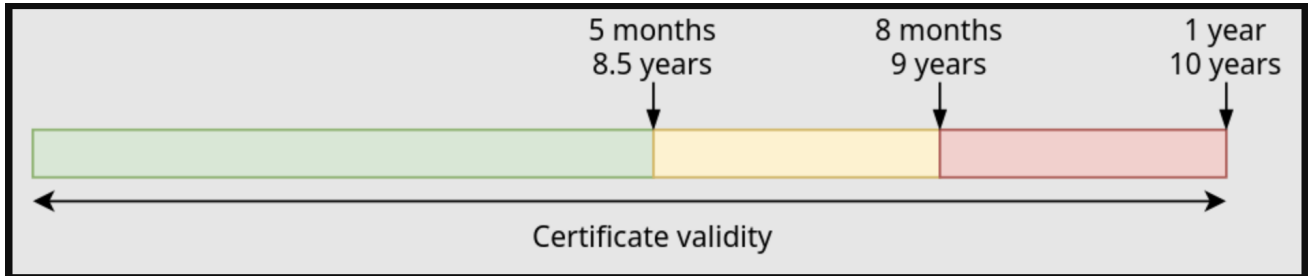 5 months
8.5 years
8 months
9 years
1 year
10 years
Certificate validity